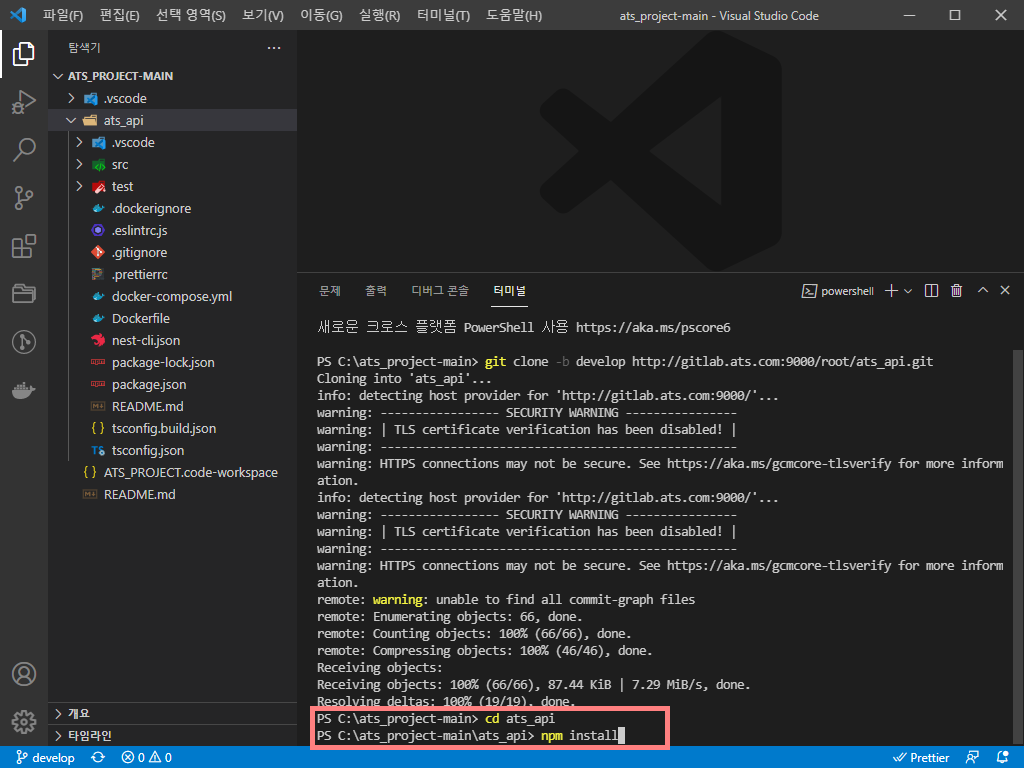 파일(F) 편집(E) 선택 영역(S) 보기(V) 이동(G) 실행(R) 터미널(T) 도움말(H) ats_project-main - Visual Studio Code
탐색기
ATS_PROJECT-MAIN
.vscode
ats_api
.vscode
src
test
.dockerignore
.eslintrc.js
.gitignore
.prettierrc
docker-compose.yml
Dockerfile
nest-cli.json
package-lock.json
package.json
README.md
tsconfig.build.json
tsconfig.json
ATS_PROJECT.code-workspace
README.md
개요
타임라인
문제 출력 디버그 콘솔 터미널 powershell
새로운 크로스 플랫폼 PowerShell 사용 https://aka.ms/pscore6
PS C:\ats_project-main> git clone -b develop http://gitlab.ats.com:9000/root/ats_api.git
Cloning into 'ats_api'...
info: detecting host provider for 'http://gitlab.ats.com:9000/'...
warning: ----------------- SECURITY WARNING ----------------
warning: | TLS certificate verification has been disabled! |
warning: ---------------------------------------------------
warning: HTTPS connections may not be secure. See https://aka.ms/gcmcore-tlsverify for more inform
ation.
info: detecting host provider for 'http://gitlab.ats.com:9000/'...
warning: ----------------- SECURITY WARNING ----------------
warning: | TLS certificate verification has been disabled! |
warning: ---------------------------------------------------
warning: HTTPS connections may not be secure. See https://aka.ms/gcmcore-tlsverify for more inform
ation.
remote: warning: unable to find all commit-graph files
remote: Enumerating objects: 66, done.
remote: Counting objects: 100% (66/66), done.
remote: Compressing objects: 100% (46/46), done.
Receiving objects:
Receiving objects: 100% (66/66), 87.44 KiB | 7.29 MiB/s, done.
Resolving deltas: 100% (19/19), done.
PS C:\ats_project-main> cd ats_api
PS C:\ats_project-main\ats_api> npm install
develop 0 0 Prettier